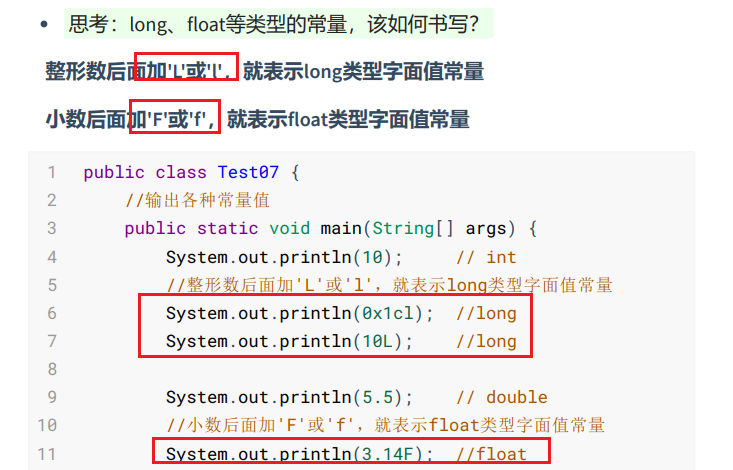 • 思考：long、float等类型的常量，该如何书写？
整形数后面加'L'或'l'，就表示long类型字面值常量
小数后面加'F'或'f'，就表示float类型字面值常量
1 public class Test07 {
2 //输出各种常量值
3 public static void main(String[] args) {
4 System.out.println(10); // int
5 //整形数后面加'L'或'l'，就表示long类型字面值常量
6 System.out.println(0x1cl); //long
7 System.out.println(10L); //long
8
9 System.out.println(5.5); // double
10 //小数后面加'F'或'f'，就表示float类型字面值常量
11 System.out.println(3.14F); //float